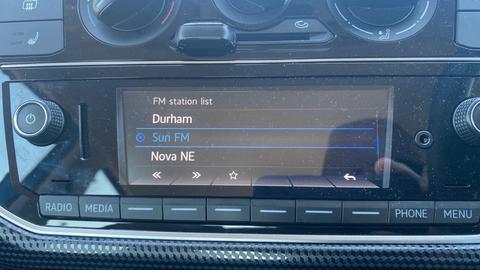 FM station list
Durham
Sun FM
Nova NE
RADIO
MEDIA
PHONE
MENU